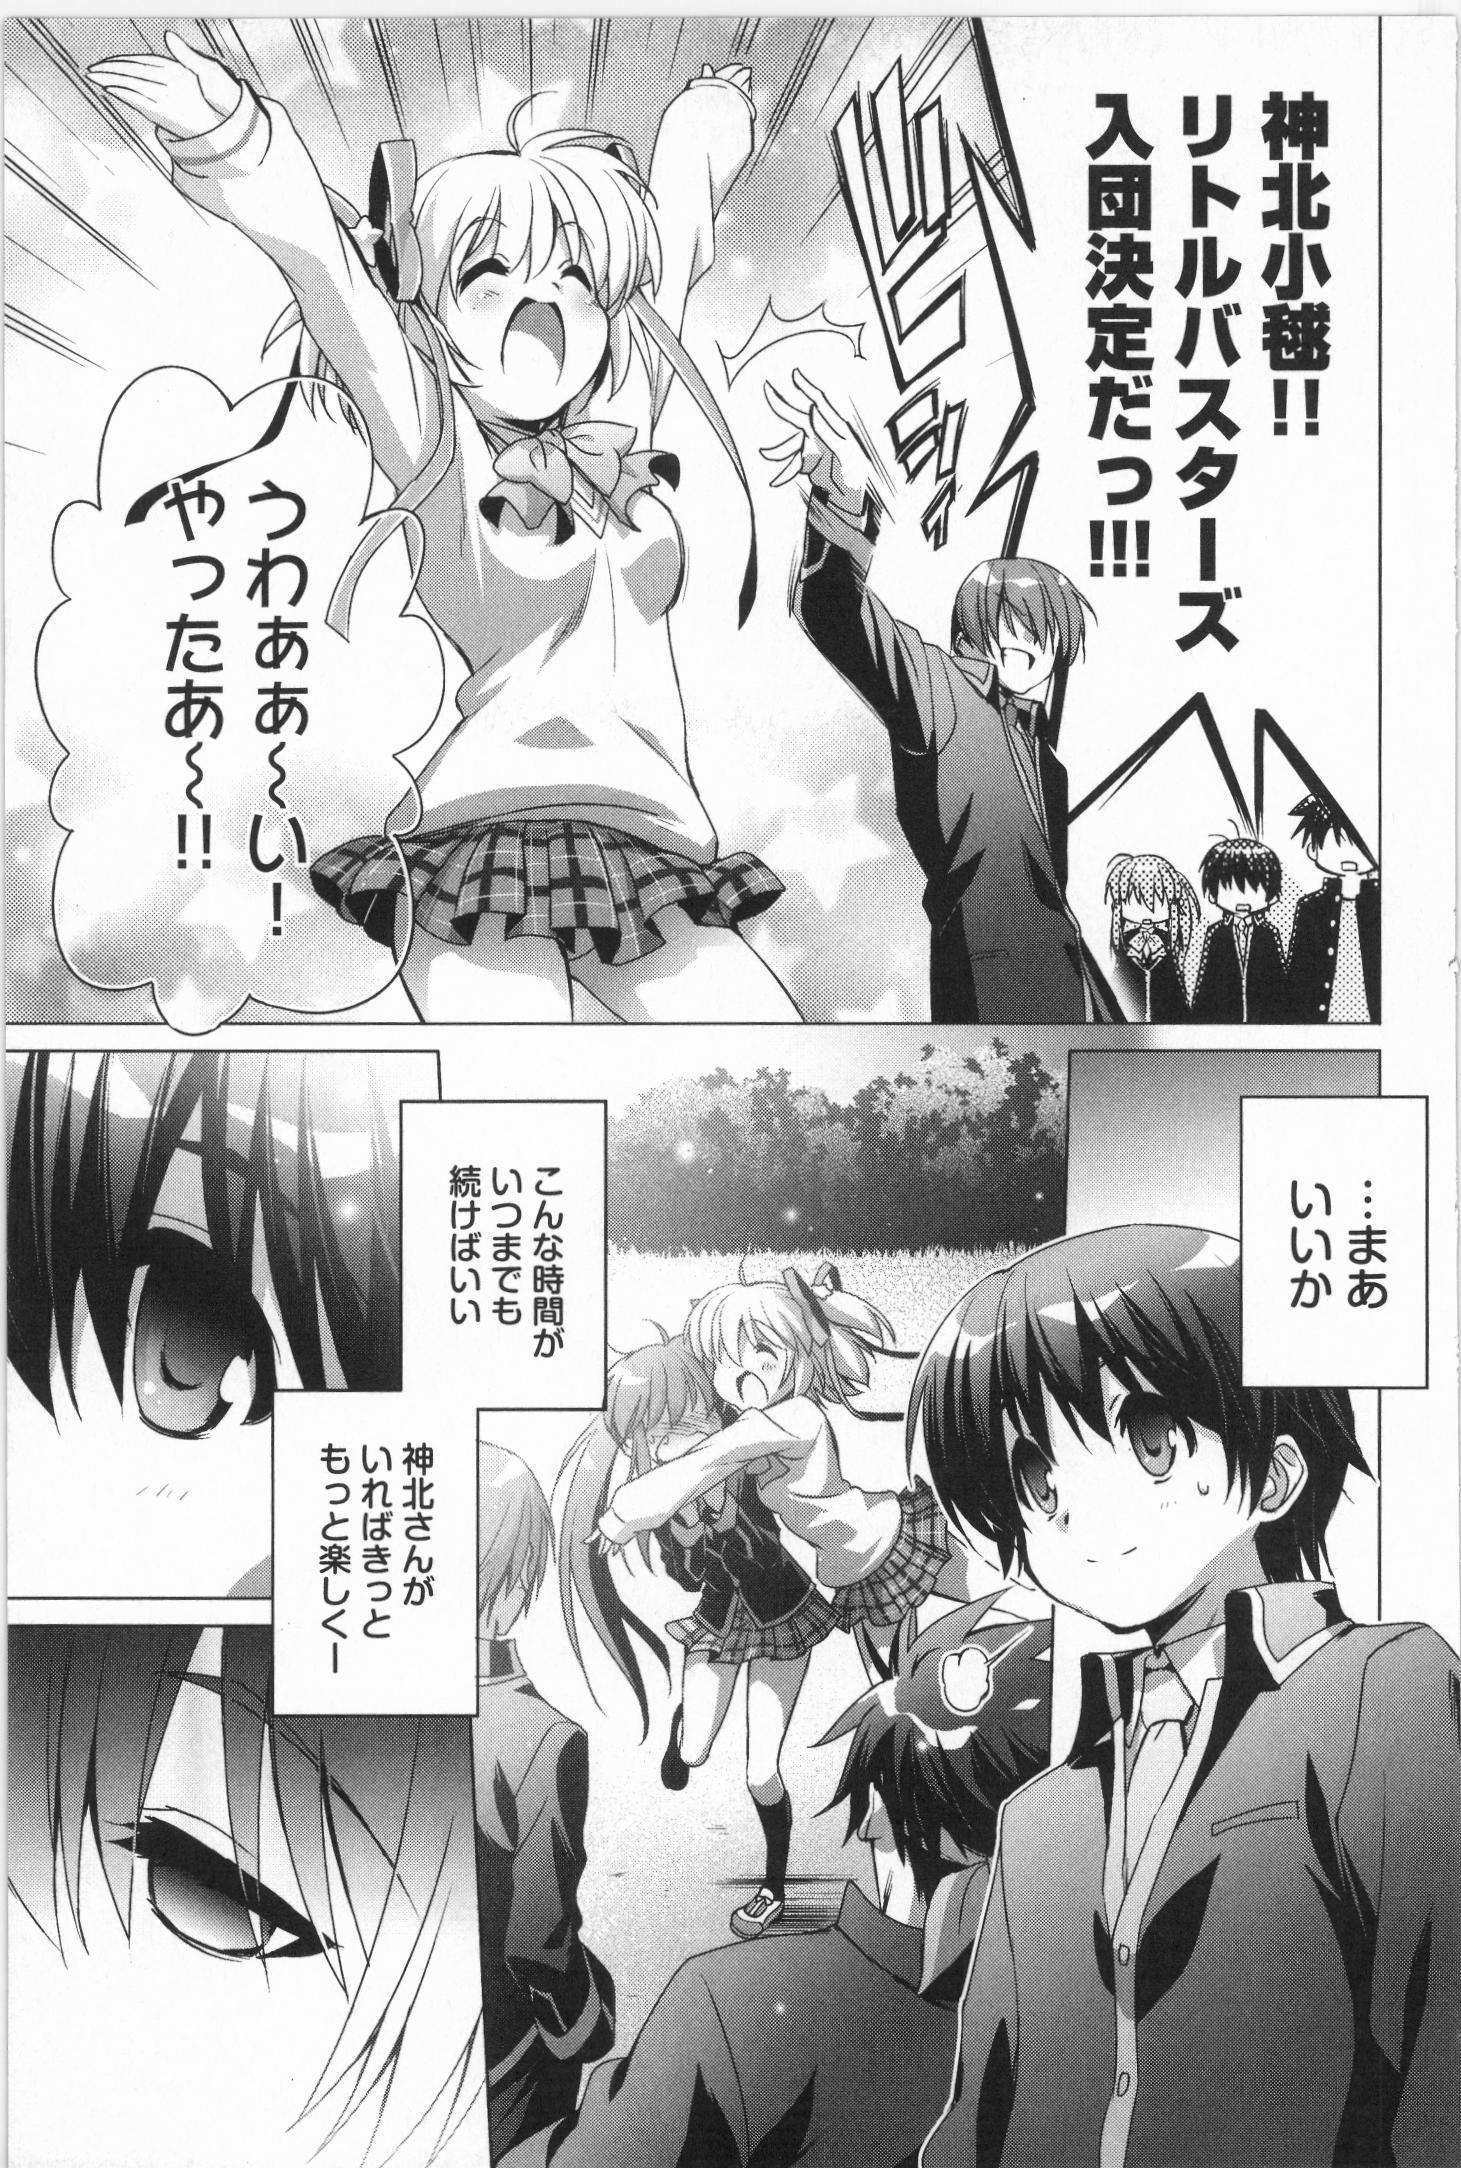 神北小毬!!
リトルバスターズ
入団決定だっ!!!
うわぁぁ〜い!
やったあ〜!!
…まあ
いいか
こんな時間が
いつまでも
続けばいい
神北さんが
いればきっと
もっと楽しくー